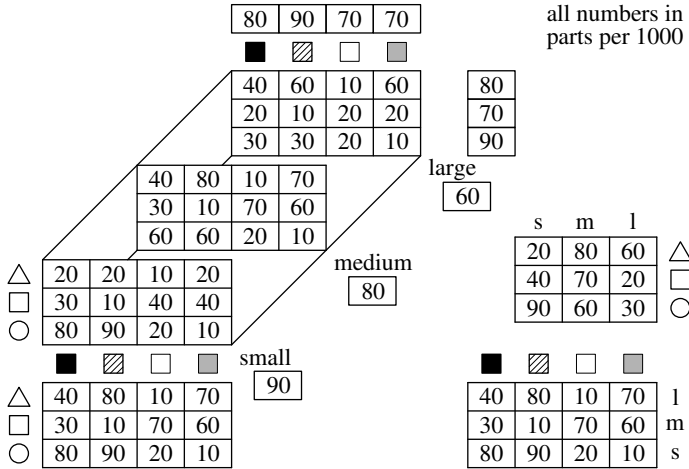 80 90 70 70
all numbers in
parts per 1000
40 60 10 60
20 10 20 20
30 30 20 10
80
70
90
large
60
40 80 10 70
30 10 70 60
60 60 20 10
medium
80
s m l
20 80 60
40 70 20
90 60 30
20 20 10 20
30 10 40 40
80 90 20 10
small
90
40 80 10 70
30 10 70 60
80 90 20 10
40 80 10 70 l
30 10 70 60 m
80 90 20 10 s